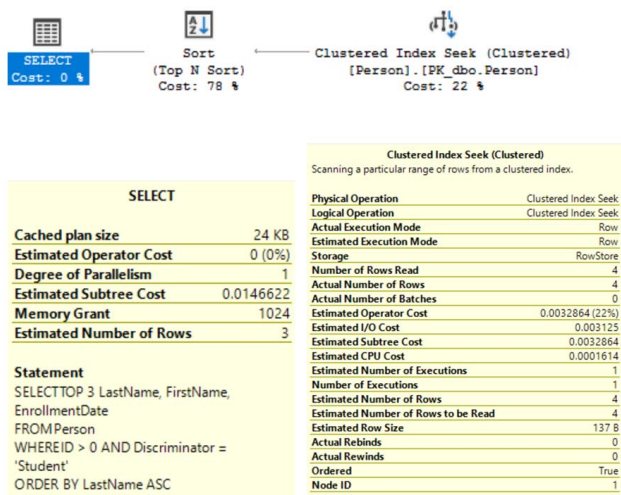 SELECT
Cost: 0 %
Sort
(Top N Sort)
Cost: 78 %
Clustered Index Seek (Clustered)
[Person].[PK_dbo.Person]
Cost: 22 %
SELECT
Cached plan size 24 KB
Estimated Operator Cost 0 (0%)
Degree of Parallelism 1
Estimated Subtree Cost 0.0146622
Memory Grant 1024
Estimated Number of Rows 3
Statement
SELECTTOP 3 LastName, FirstName,
EnrollmentDate
FROMPerson
WHEREID > 0 AND Discriminator =
'Student'
ORDER BY LastName ASC
Clustered Index Seek (Clustered)
Scanning a particular range of rows from a clustered index.
Physical Operation Clustered Index Seek
Logical Operation Clustered Index Seek
Actual Execution Mode Row
Estimated Execution Mode Row
Storage RowStore
Number of Rows Read 4
Actual Number of Rows 4
Actual Number of Batches 0
Estimated Operator Cost 0.0032864 (22%)
Estimated I/O Cost 0.003125
Estimated Subtree Cost 0.0032864
Estimated CPU Cost 0.0001614
Estimated Number of Executions 1
Number of Executions 1
Estimated Number of Rows 4
Estimated Number of Rows to be Read 4
Estimated Row Size 137 B
Actual Rebinds 0
Actual Rewinds 0
Ordered True
Node ID 1